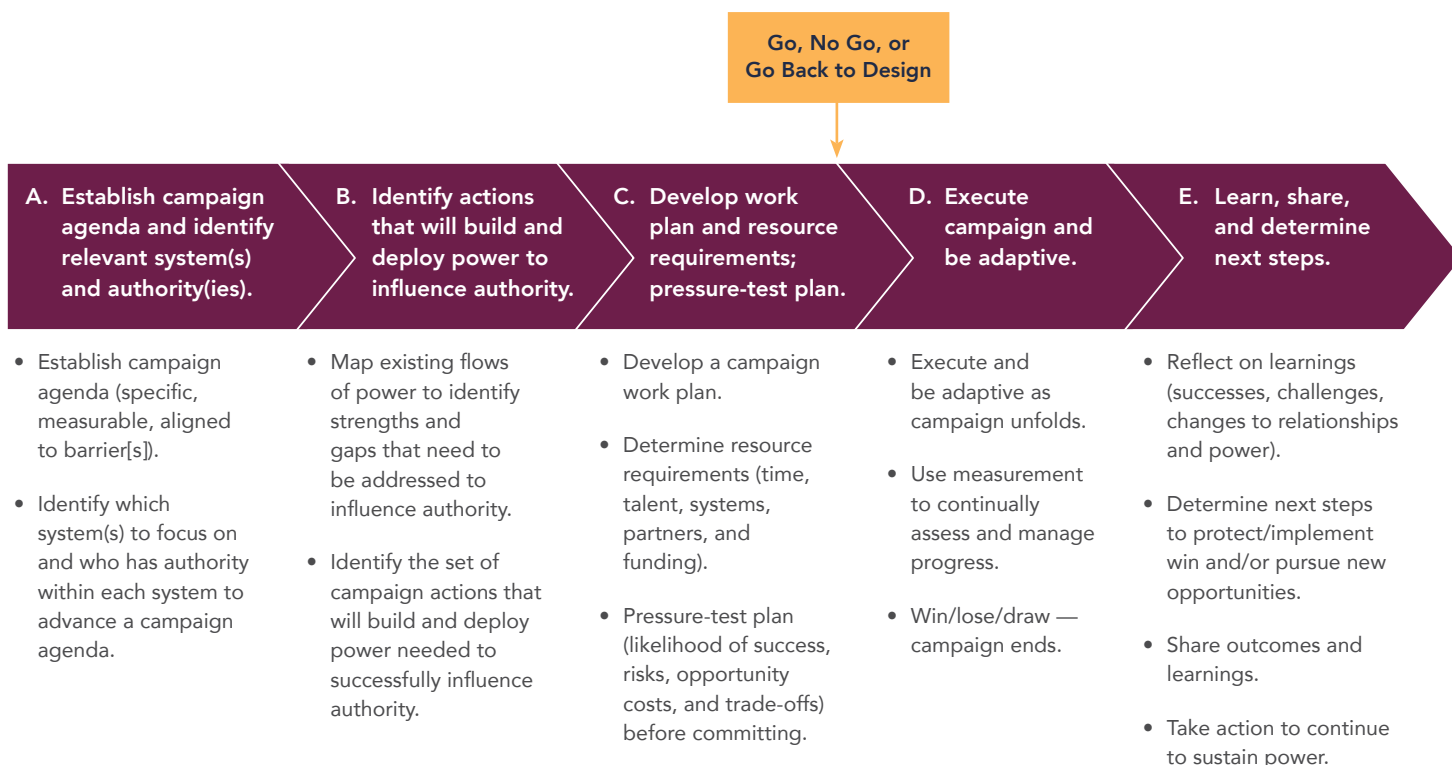 Go, No Go, or
Go Back to Design
A. Establish campaign
agenda and identify
relevant system(s)
and authority(ies).
B. Identify actions
that will build and
deploy power to
influence authority.
C. Develop work
plan and resource
requirements;
pressure-test plan.
D. Execute
campaign and
be adaptive.
E. Learn, share,
and determine
next steps.
• Establish campaign
agenda (specific,
measurable, aligned
to barrier[s]).
• Identify which
system(s) to focus on
and who has authority
within each system to
advance a campaign
agenda.
• Map existing flows
of power to identify
strengths and
gaps that need to
be addressed to
influence authority.
• Identify the set of
campaign actions that
will build and deploy
power needed to
successfully influence
authority.
• Develop a campaign
work plan.
• Determine resource
requirements (time,
talent, systems,
partners, and
funding).
• Pressure-test plan
(likelihood of success,
risks, opportunity
costs, and trade-offs)
before committing.
• Execute and
be adaptive as
campaign unfolds.
• Use measurement
to continually
assess and manage
progress.
• Win/lose/draw —
campaign ends.
• Reflect on learnings
(successes, challenges,
changes to relationships
and power).
• Determine next steps
to protect/implement
win and/or pursue new
opportunities.
• Share outcomes and
learnings.
• Take action to continue
to sustain power.